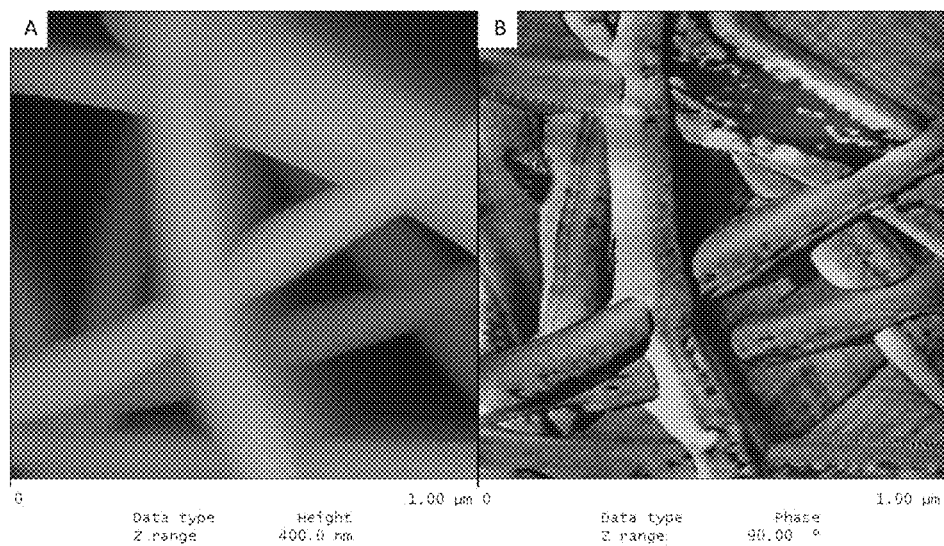 A
B
0 1.00 µm 0 1.00 µm
Data type Height Data type Phase
Z range 400.0 nm Z range 90.00 °